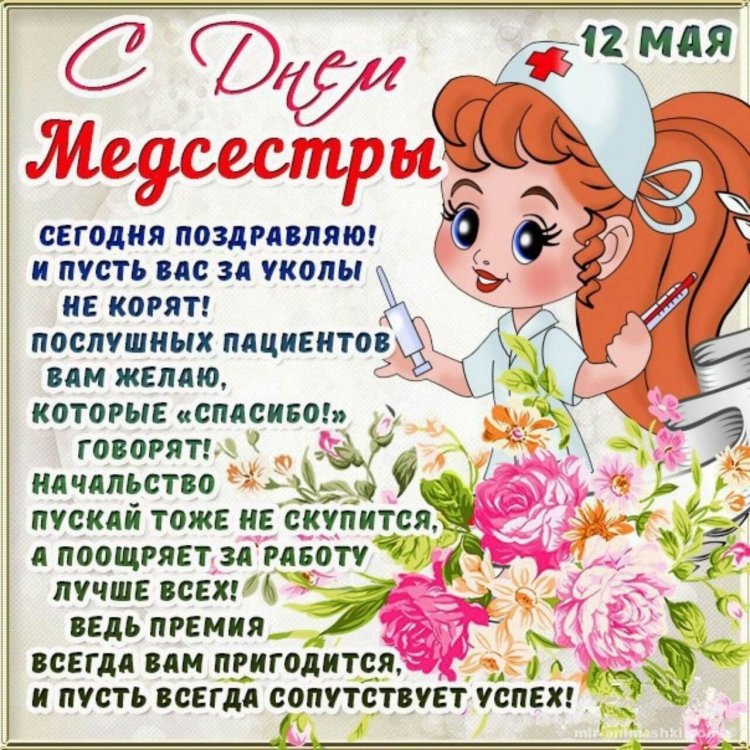 С Днем
12 МАЯ
Медсестры
СЕГОДНЯ ПОЗДРАВЛЯЮ!
И ПУСТЬ ВАС ЗА УКОЛЫ
НЕ КОРЯТ!
ПОСЛУШНЫХ ПАЦИЕНТОВ
ВАМ ЖЕЛАЮ,
КОТОРЫЕ «СПАСИБО!»
ГОВОРЯТ!
НАЧАЛЬСТВО
ПУСКАЙ ТОЖЕ НЕ СКУПИТСЯ,
А ПООЩРЯЕТ ЗА РАБОТУ
ЛУЧШЕ ВСЕХ!
ВЕДЬ ПРЕМИЯ
ВСЕГДА ВАМ ПРИГОДИТСЯ,
И ПУСТЬ ВСЕГДА СОПУТСТВУЕТ УСПЕХ!